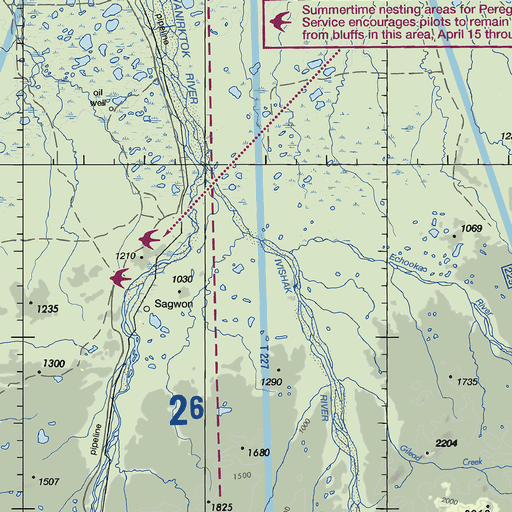 Summertime nesting areas for Pereg
Service encourages pilots to remain
from bluffs in this area, April 15 throu
pipeline
RIVER
oil
well
1210
1069
IVISHAK
Echooka
River
1030
1235
Sagwon
T 227
1300
1290
1735
26
RIVER
1000
pipeline
2204
1680
Gilead
Creek
1507
1500
2000
1825